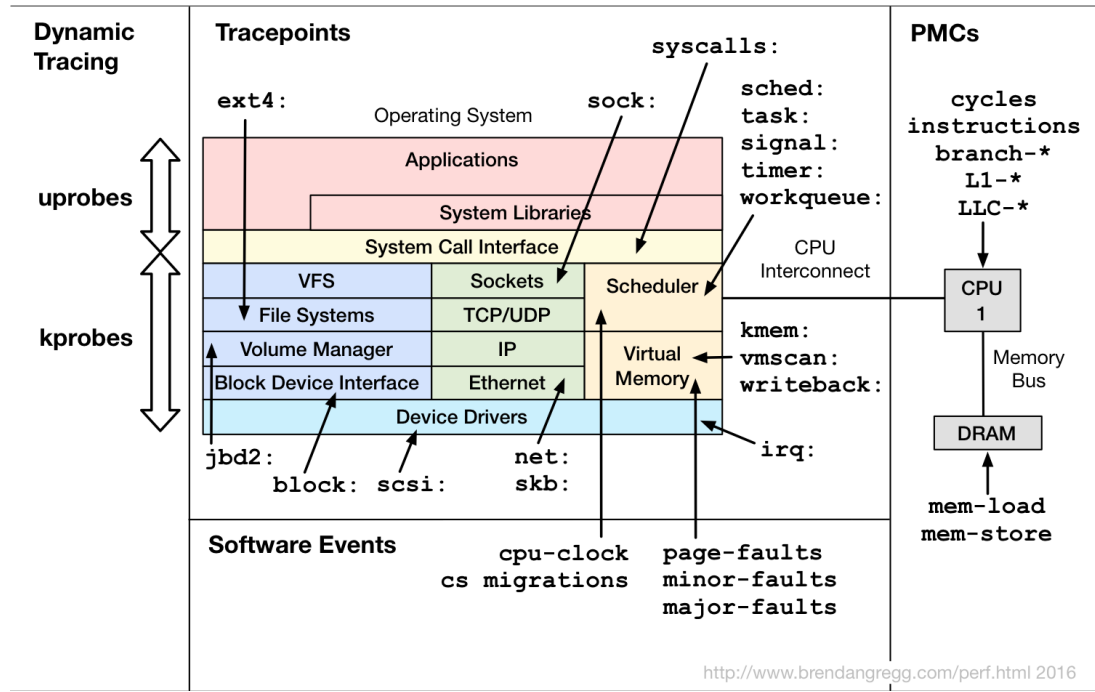 Dynamic
Tracing
uprobes
kprobes
Tracepoints
syscalls:
ext4:
sock:
sched:
task:
signal:
timer:
workqueue:
Operating System
Applications
System Libraries
System Call Interface
VFS
Sockets
Scheduler
File Systems
TCP/UDP
Volume Manager
IP
Virtual
Memory
Block Device Interface
Ethernet
Device Drivers
CPU
Interconnect
kmem:
vmscan:
writeback:
jbd2:
block:
scsi:
net:
skb:
irq:
Software Events
cpu-clock
cs migrations
page-faults
minor-faults
major-faults
PMCs
cycles
instructions
branch-*
L1-*
LLC-*
CPU
1
Memory
Bus
DRAM
mem-load
mem-store
http://www.brendangregg.com/perf.html 2016